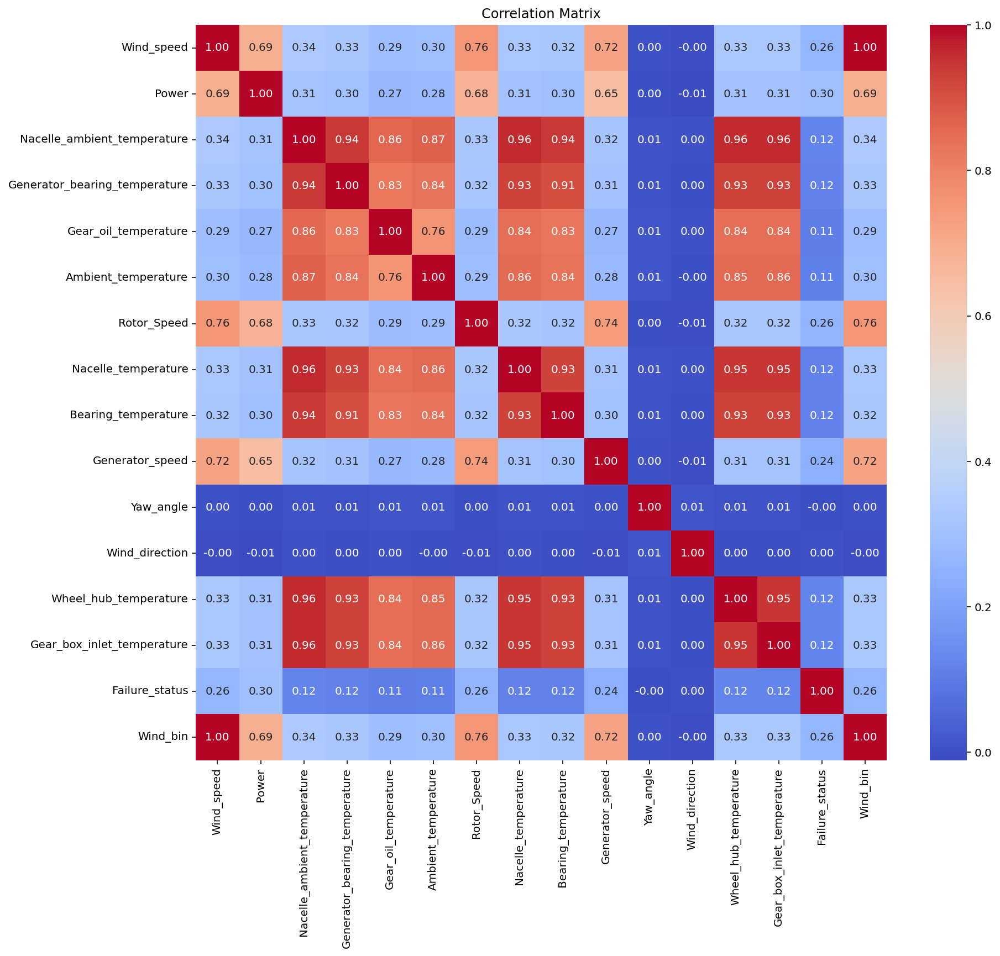 Correlation Matrix
Wind_speed 1.00 0.69 0.34 0.33 0.29 0.30 0.76 0.33 0.32 0.72 0.00 -0.00 0.33 0.33 0.26 1.00
Power 0.69 1.00 0.31 0.30 0.27 0.28 0.68 0.31 0.30 0.65 0.00 -0.01 0.31 0.31 0.30 0.69
Nacelle_ambient_temperature 0.34 0.31 1.00 0.94 0.86 0.87 0.33 0.96 0.94 0.32 0.01 0.00 0.96 0.96 0.12 0.34
Generator_bearing_temperature 0.33 0.30 0.94 1.00 0.83 0.84 0.32 0.93 0.91 0.31 0.01 0.00 0.93 0.93 0.12 0.33
Gear_oil_temperature 0.29 0.27 0.86 0.83 1.00 0.76 0.29 0.84 0.83 0.27 0.01 0.00 0.84 0.84 0.11 0.29
Ambient_temperature 0.30 0.28 0.87 0.84 0.76 1.00 0.29 0.86 0.84 0.28 0.01 -0.00 0.85 0.86 0.11 0.30
Rotor_Speed 0.76 0.68 0.33 0.32 0.29 0.29 1.00 0.32 0.32 0.74 0.00 -0.01 0.32 0.32 0.26 0.76
Nacelle_temperature 0.33 0.31 0.96 0.93 0.84 0.86 0.32 1.00 0.93 0.31 0.01 0.00 0.95 0.95 0.12 0.33
Bearing_temperature 0.32 0.30 0.94 0.91 0.83 0.84 0.32 0.93 1.00 0.30 0.01 0.00 0.93 0.93 0.12 0.32
Generator_speed 0.72 0.65 0.32 0.31 0.27 0.28 0.74 0.31 0.30 1.00 0.00 -0.01 0.31 0.31 0.24 0.72
Yaw_angle 0.00 0.00 0.01 0.01 0.01 0.01 0.00 0.01 0.01 0.00 1.00 0.01 0.01 0.01 -0.00 0.00
Wind_direction -0.00 -0.01 0.00 0.00 0.00 -0.00 -0.01 0.00 0.00 -0.01 0.01 1.00 0.00 0.00 0.00 -0.00
Wheel_hub_temperature 0.33 0.31 0.96 0.93 0.84 0.85 0.32 0.95 0.93 0.31 0.01 0.00 1.00 0.95 0.12 0.33
Gear_box_inlet_temperature 0.33 0.31 0.96 0.93 0.84 0.86 0.32 0.95 0.93 0.31 0.01 0.00 0.95 1.00 0.12 0.33
Failure_status 0.26 0.30 0.12 0.12 0.11 0.11 0.26 0.12 0.12 0.24 -0.00 0.00 0.12 0.12 1.00 0.26
Wind_bin 1.00 0.69 0.34 0.33 0.29 0.30 0.76 0.33 0.32 0.72 0.00 -0.00 0.33 0.33 0.26 1.00
Wind_speed
Power
Nacelle_ambient_temperature
Generator_bearing_temperature
Gear_oil_temperature
Ambient_temperature
Rotor_Speed
Nacelle_temperature
Bearing_temperature
Generator_speed
Yaw_angle
Wind_direction
Wheel_hub_temperature
Gear_box_inlet_temperature
Failure_status
Wind_bin
1.0
0.8
0.6
0.4
0.2
0.0